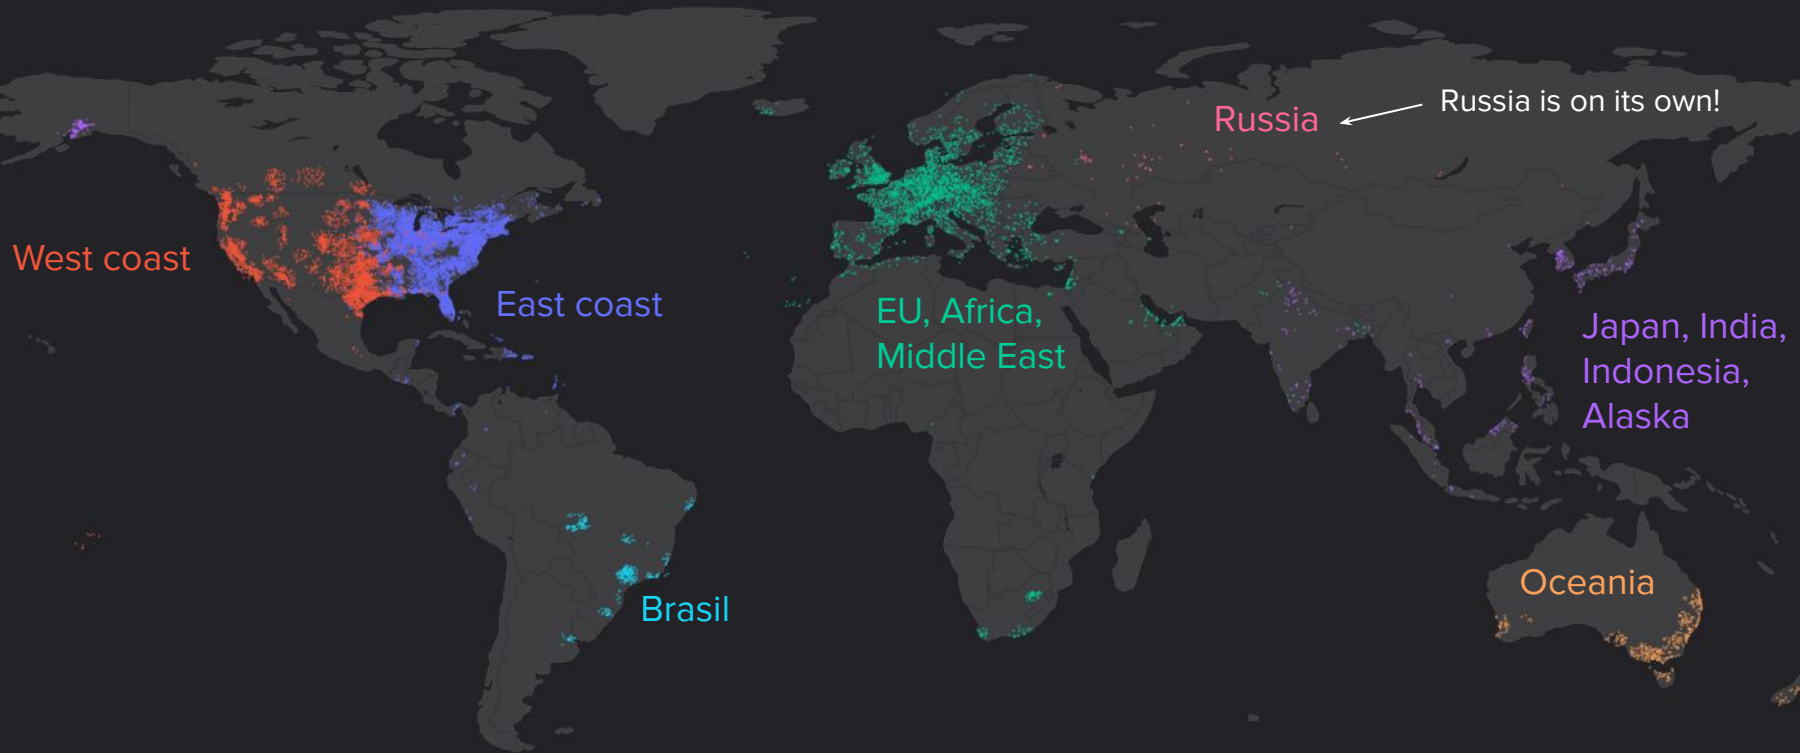 Russia
Russia is on its own!
West coast
East coast
EU, Africa,
Middle East
Japan, India,
Indonesia,
Alaska
Brasil
Oceania